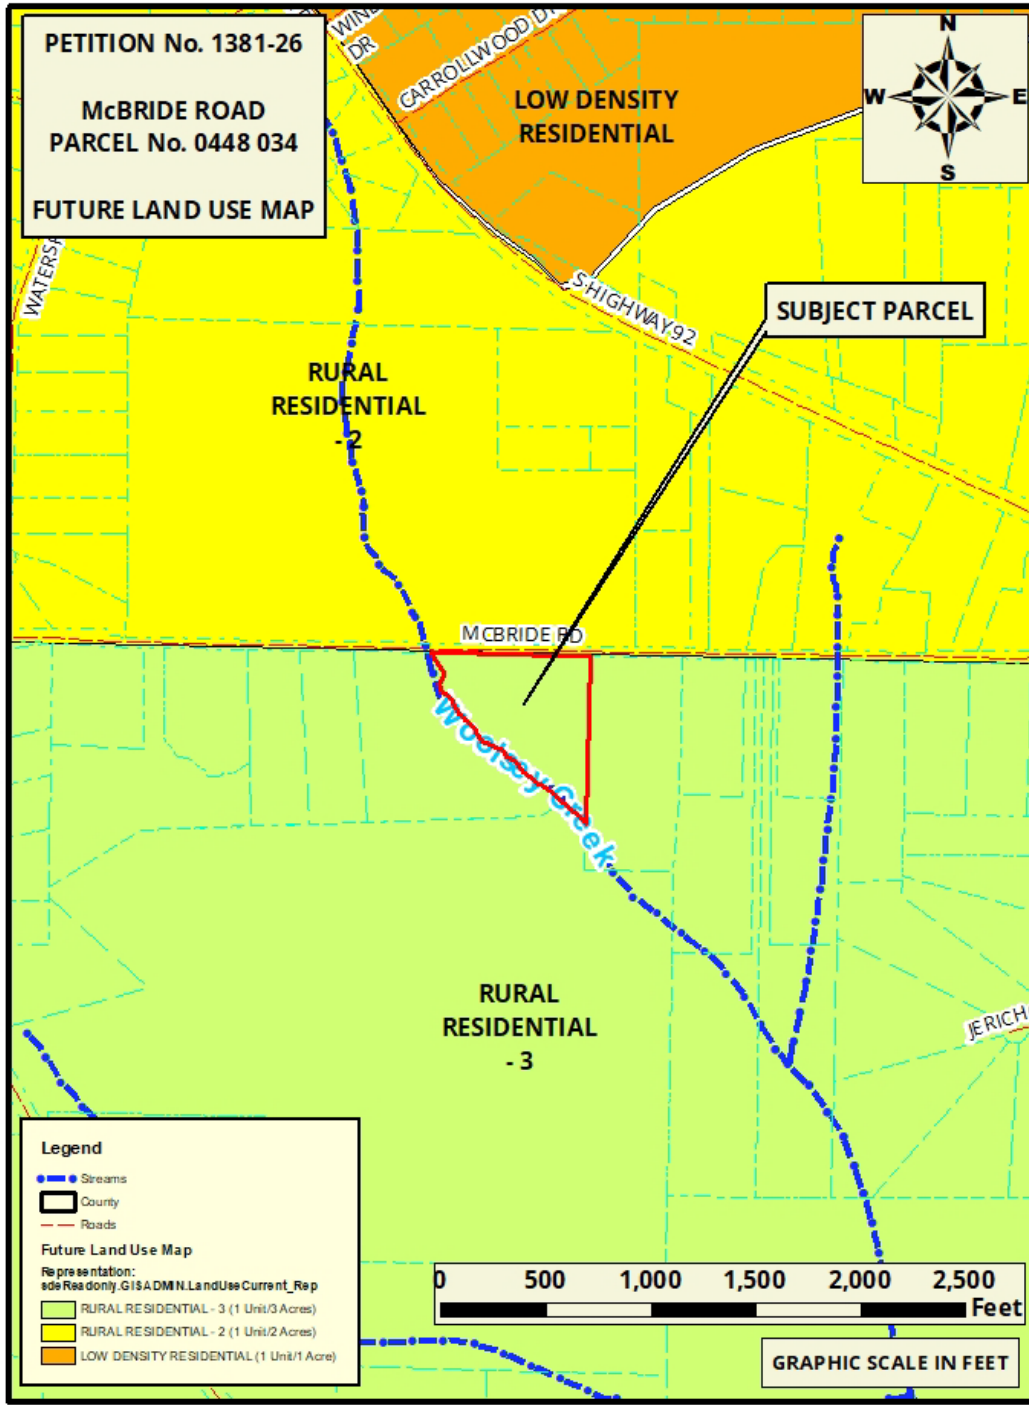 PETITION No. 1381-26
McBRIDE ROAD
PARCEL No. 0448 034
FUTURE LAND USE MAP
DR
CARROLLWOOD
LOW DENSITY
RESIDENTIAL
N
W
E
S
S HIGHWAY 92
SUBJECT PARCEL
RURAL
RESIDENTIAL
- 2
MCBRIDE RD
Woolsey Creek
RURAL
RESIDENTIAL
- 3
Legend
Streams
County
Roads
Future Land Use Map
Representation:
sdeReadonly.GISADMIN.LandUseCurrent_Rep
RURAL RESIDENTIAL - 3 (1 Unit/3 Acres)
RURAL RESIDENTIAL - 2 (1 Unit/2 Acres)
LOW DENSITY RESIDENTIAL (1 Unit/1 Acre)
0 500 1,000 1,500 2,000 2,500
Feet
GRAPHIC SCALE IN FEET